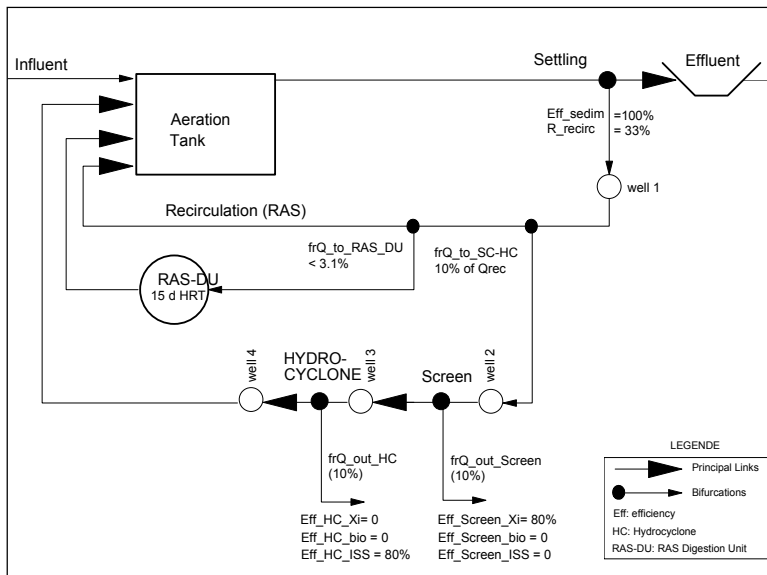 Influent
Settling
Effluent
Aeration
Tank
Eff_sedim =100%
R_recirc = 33%
well 1
Recirculation (RAS)
frQ_to_RAS_DU
< 3.1%
frQ_to_SC-HC
10% of Qrec
RAS-DU
15 d HRT
well 4
HYDRO-
CYCLONE
well 3
Screen
well 2
frQ_out_HC
(10%)
frQ_out_Screen
(10%)
Eff_HC_Xi= 0
Eff_HC_bio = 0
Eff_HC_ISS = 80%
Eff_Screen_Xi= 80%
Eff_Screen_bio = 0
Eff_Screen_ISS = 0
LEGENDE
Principal Links
Bifurcations
Eff: efficiency
HC: Hydrocyclone
RAS-DU: RAS Digestion Unit